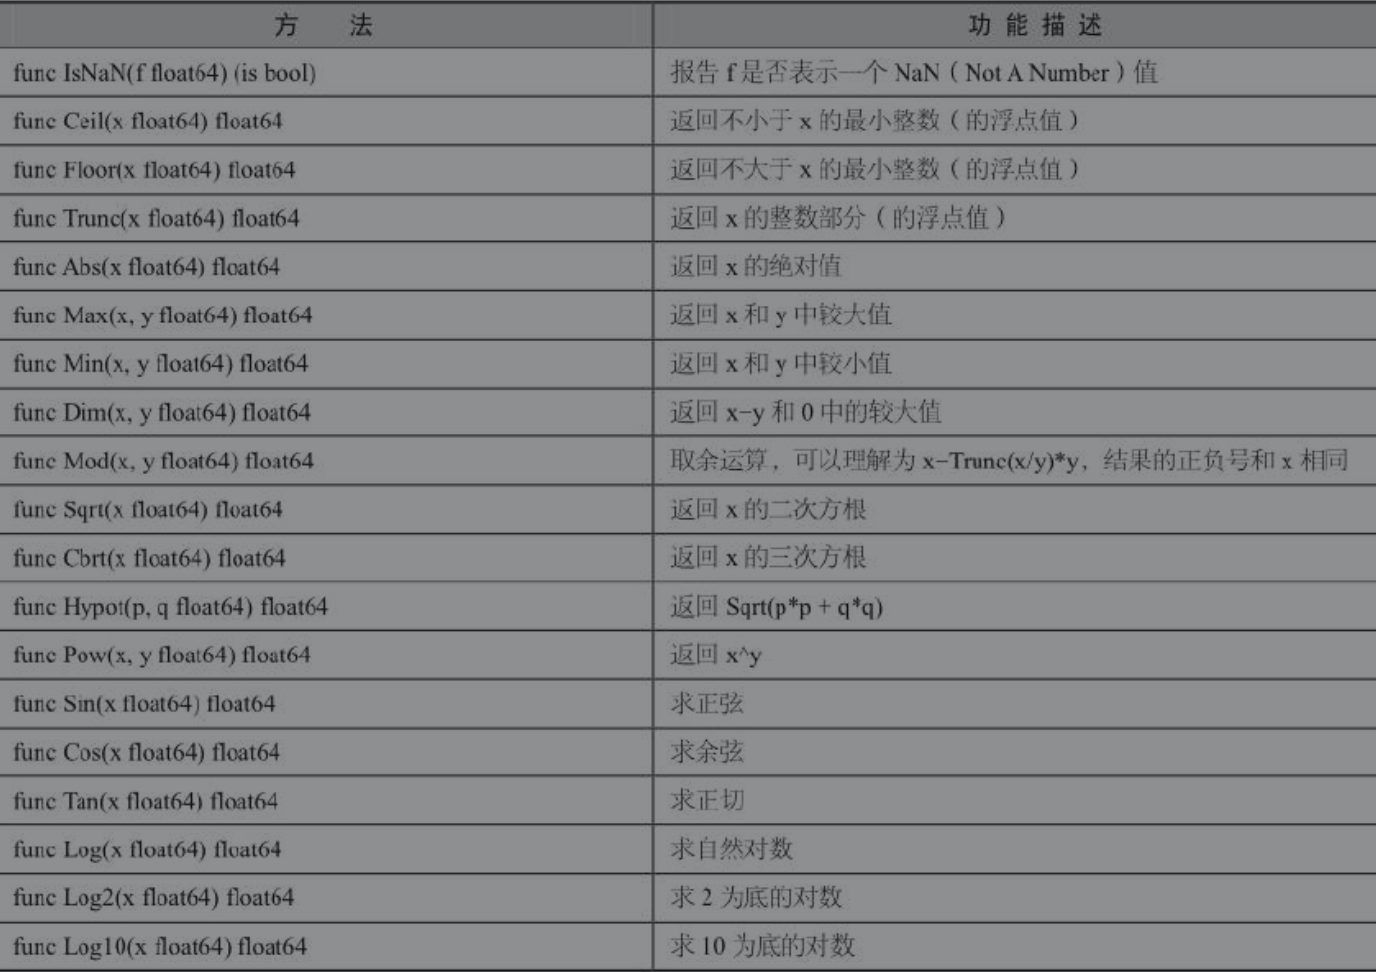 方 法 功 能 描 述
func IsNaN(f float64) (is bool) 报告 f 是否表示一个 NaN（Not A Number）值
func Ceil(x float64) float64 返回不小于 x 的最小整数（的浮点值）
func Floor(x float64) float64 返回不大于 x 的最小整数（的浮点值）
func Trunc(x float64) float64 返回 x 的整数部分（的浮点值）
func Abs(x float64) float64 返回 x 的绝对值
func Max(x, y float64) float64 返回 x 和 y 中较大值
func Min(x, y float64) float64 返回 x 和 y 中较小值
func Dim(x, y float64) float64 返回 x-y 和 0 中的较大值
func Mod(x, y float64) float64 取余运算，可以理解为 x-Trunc(x/y)*y，结果的正负号和 x 相同
func Sqrt(x float64) float64 返回 x 的二次方根
func Cbrt(x float64) float64 返回 x 的三次方根
func Hypot(p, q float64) float64 返回 Sqrt(p*p + q*q)
func Pow(x, y float64) float64 返回 x^y
func Sin(x float64) float64 求正弦
func Cos(x float64) float64 求余弦
func Tan(x float64) float64 求正切
func Log(x float64) float64 求自然对数
func Log2(x float64) float64 求 2 为底的对数
func Log10(x float64) float64 求 10 为底的对数